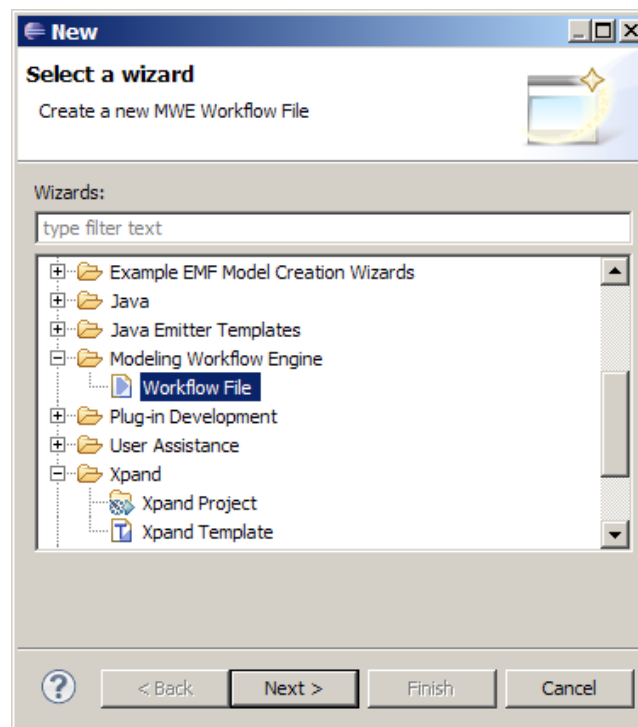 New
Select a wizard
Create a new MWE Workflow File
Wizards:
type filter text
Example EMF Model Creation Wizards
Java
Java Emitter Templates
Modeling Workflow Engine
Workflow File
Plug-in Development
User Assistance
Xpand
Xpand Project
Xpand Template
? < Back Next > Finish Cancel